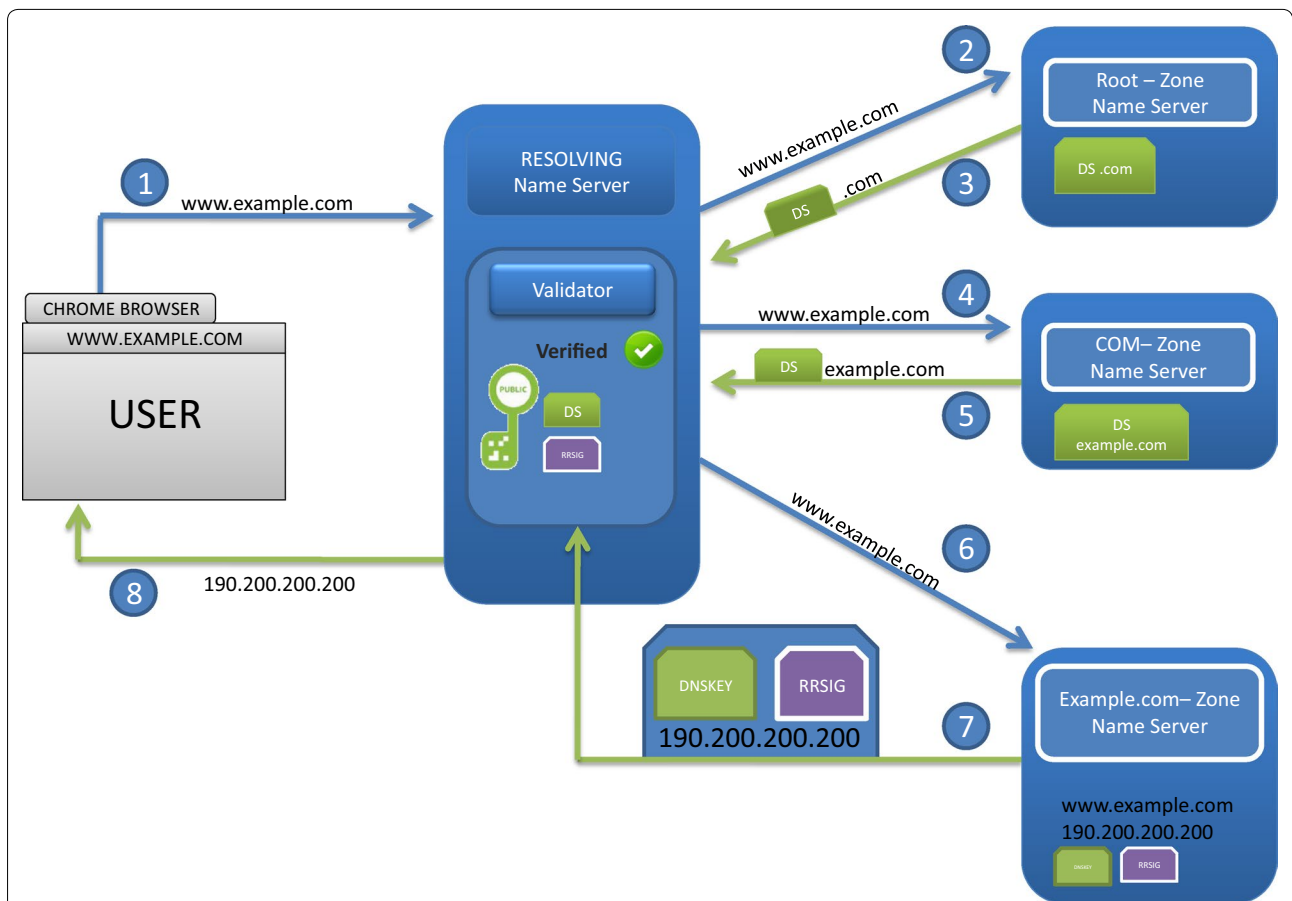 1
www.example.com
CHROME BROWSER
WWW.EXAMPLE.COM
USER
8
190.200.200.200
RESOLVING
Name Server
Validator
Verified
PUBLIC
DS
RRSIG
2
www.example.com
3
DS .com
Root – Zone
Name Server
DS .com
4
www.example.com
DS example.com
5
COM– Zone
Name Server
DS
example.com
6
www.example.com
DNSKEY RRSIG
190.200.200.200
7
Example.com– Zone
Name Server
www.example.com
190.200.200.200
DNSKEY RRSIG